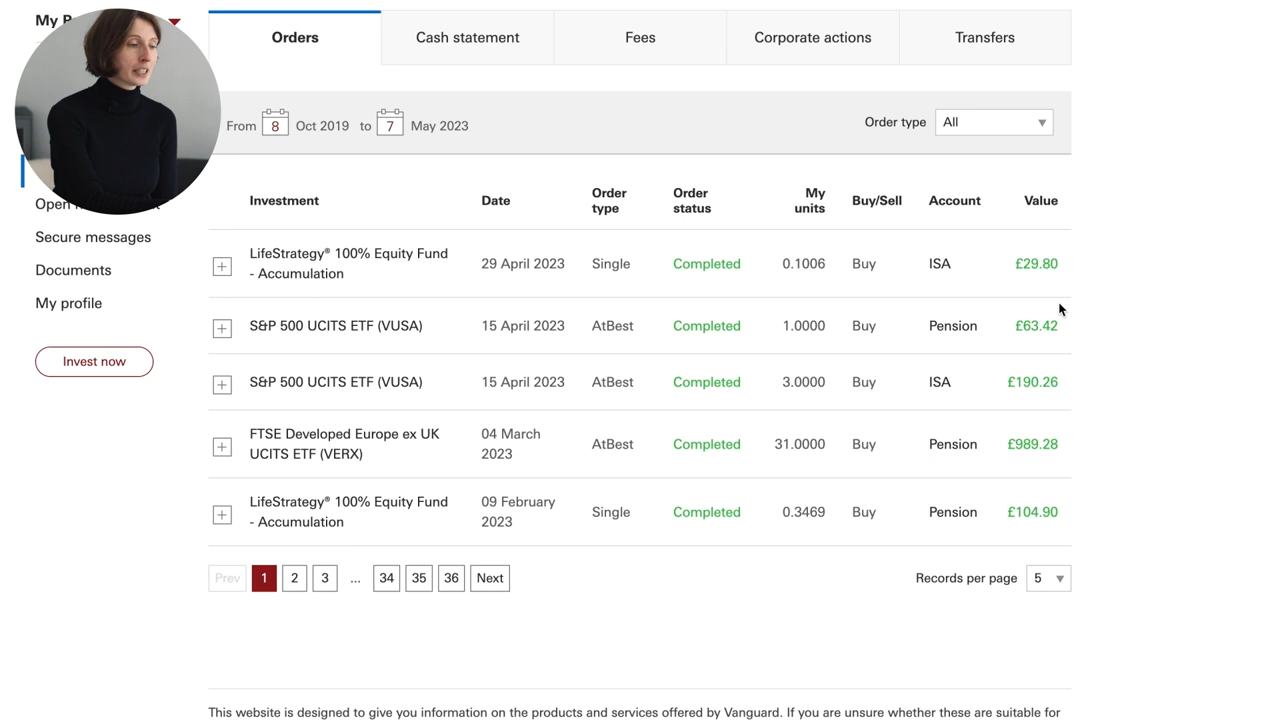 My
Orders
Cash statement
Fees
Corporate actions
Transfers
From 8 Oct 2019 to 7 May 2023
Order type All
Open
Secure messages
Documents
My profile
Invest now
Investment
Date
Order
type
Order
status
My
units
Buy/Sell
Account
Value
LifeStrategy® 100% Equity Fund
- Accumulation
29 April 2023
Single
Completed
0.1006
Buy
ISA
£29.80
S&P 500 UCITS ETF (VUSA)
15 April 2023
AtBest
Completed
1.0000
Buy
Pension
£63.42
S&P 500 UCITS ETF (VUSA)
15 April 2023
AtBest
Completed
3.0000
Buy
ISA
£190.26
FTSE Developed Europe ex UK
UCITS ETF (VERX)
04 March
2023
AtBest
Completed
31.0000
Buy
Pension
£989.28
LifeStrategy® 100% Equity Fund
- Accumulation
09 February
2023
Single
Completed
0.3469
Buy
Pension
£104.90
Prev 1 2 3 ... 34 35 36 Next
Records per page 5
This website is designed to give you information on the products and services offered by Vanguard. If you are unsure whether these are suitable for